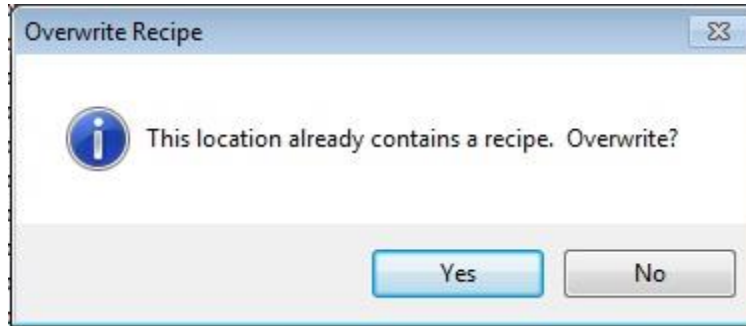 Overwrite Recipe
This location already contains a recipe.  Overwrite?
Yes
No